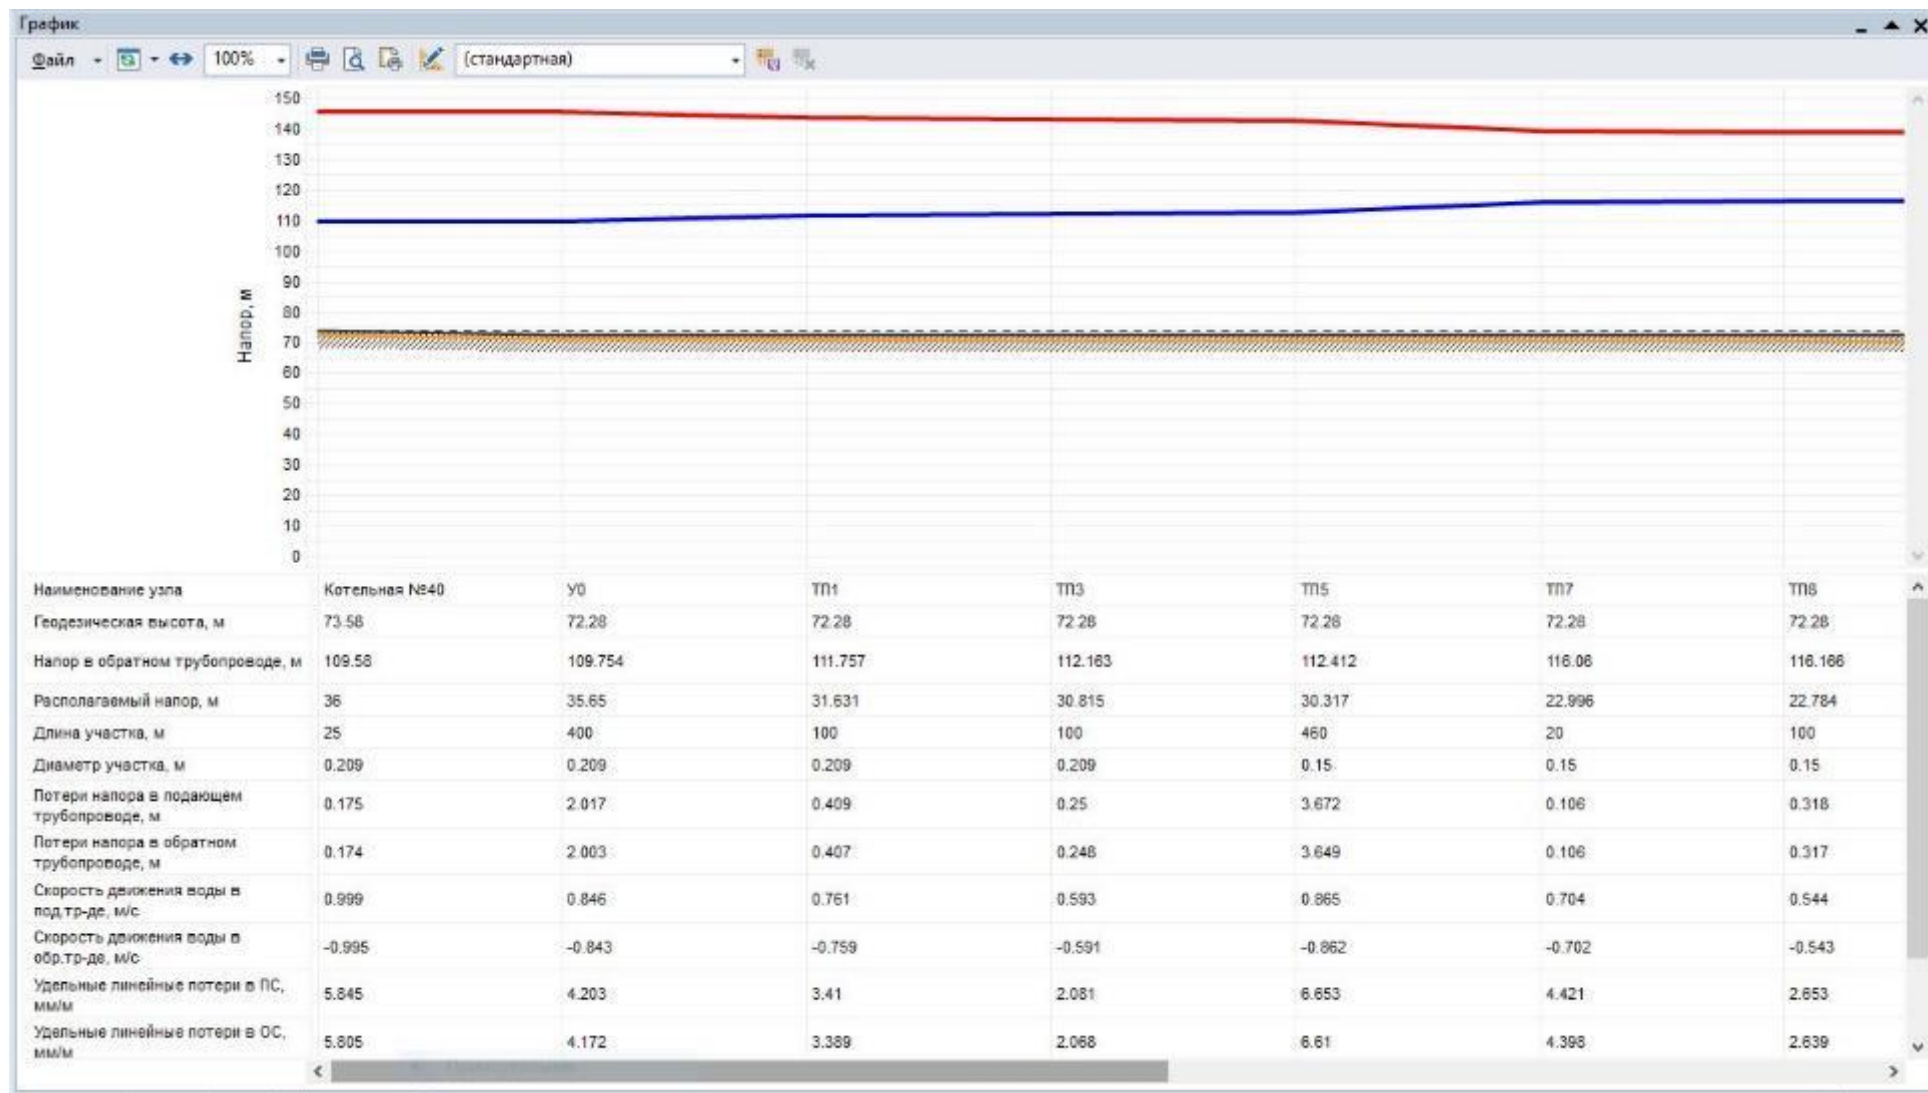 График
Файл 100% (стандартная)
150
140
130
120
110
100
90
80
70
60
50
40
30
20
10
0
Напор, м
Наименование узла Котельная №40 У0 ТП1 ТП3 ТП5 ТП7 ТП8
Геодезическая высота, м 73.58 72.28 72.28 72.28 72.28 72.28 72.28
Напор в обратном трубопроводе, м 109.58 109.754 111.757 112.163 112.412 116.06 116.166
Располагаемый напор, м 36 35.65 31.631 30.815 30.317 22.996 22.784
Длина участка, м 25 400 100 100 460 20 100
Диаметр участка, м 0.209 0.209 0.209 0.209 0.15 0.15 0.15
Потери напора в подающем
трубопроводе, м 0.175 2.017 0.409 0.25 3.672 0.106 0.318
Потери напора в обратном
трубопроводе, м 0.174 2.003 0.407 0.248 3.649 0.106 0.317
Скорость движения воды в
под.тр-де, м/с 0.999 0.846 0.761 0.593 0.865 0.704 0.544
Скорость движения воды в
обр.тр-де, м/с -0.995 -0.843 -0.759 -0.591 -0.862 -0.702 -0.543
Удельные линейные потери в ПС,
мм/м 5.845 4.203 3.41 2.081 6.653 4.421 2.653
Удельные линейные потери в ОС,
мм/м 5.805 4.172 3.389 2.068 6.61 4.398 2.639